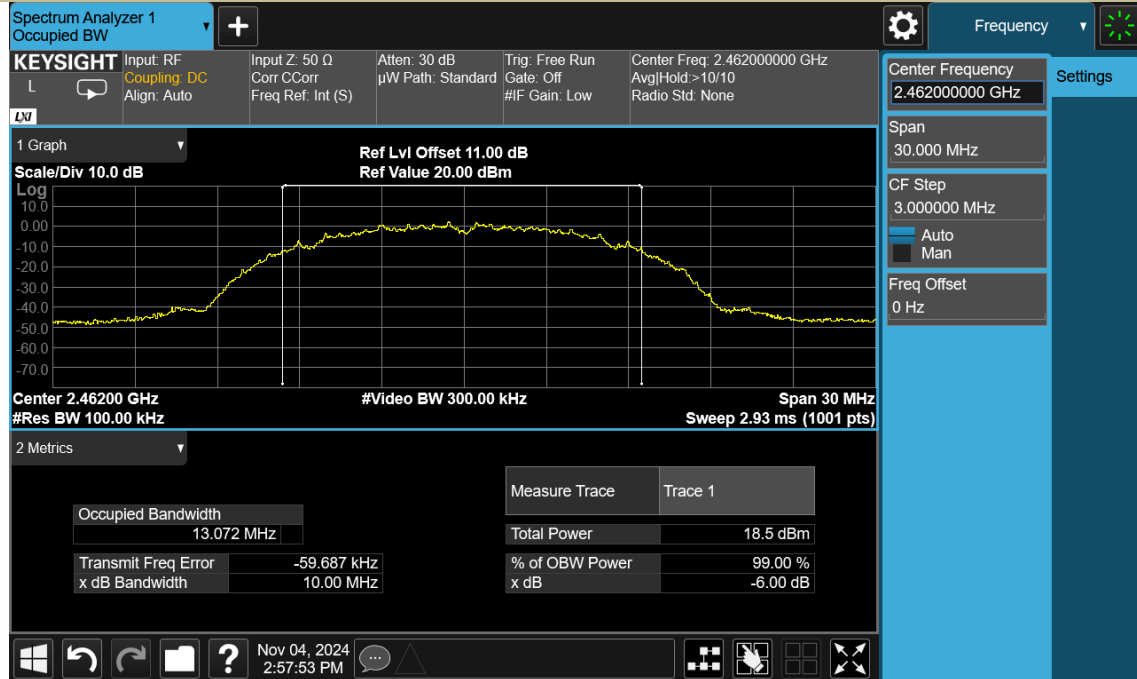 Spectrum Analyzer 1
Occupied BW
+
Frequency
KEYSIGHT
L
LXI
Input: RF
Coupling: DC
Align: Auto
Input Z: 50 Ω
Corr CCorr
Freq Ref: Int (S)
Atten: 30 dB
µW Path: Standard
Trig: Free Run
Gate: Off
#IF Gain: Low
Center Freq: 2.462000000 GHz
Avg|Hold:>10/10
Radio Std: None
Center Frequency
2.462000000 GHz
Settings
Span
30.000 MHz
CF Step
3.000000 MHz
Auto
Man
Freq Offset
0 Hz
1 Graph
Scale/Div 10.0 dB
Ref Lvl Offset 11.00 dB
Ref Value 20.00 dBm
Log
10.0
0.00
-10.0
-20.0
-30.0
-40.0
-50.0
-60.0
-70.0
Center 2.46200 GHz
#Video BW 300.00 kHz
Span 30 MHz
#Res BW 100.00 kHz
Sweep 2.93 ms (1001 pts)
2 Metrics
Measure Trace Trace 1
Occupied Bandwidth
13.072 MHz
Total Power 18.5 dBm
Transmit Freq Error -59.687 kHz
% of OBW Power 99.00 %
x dB Bandwidth 10.00 MHz
x dB -6.00 dB
?
Nov 04, 2024
2:57:53 PM